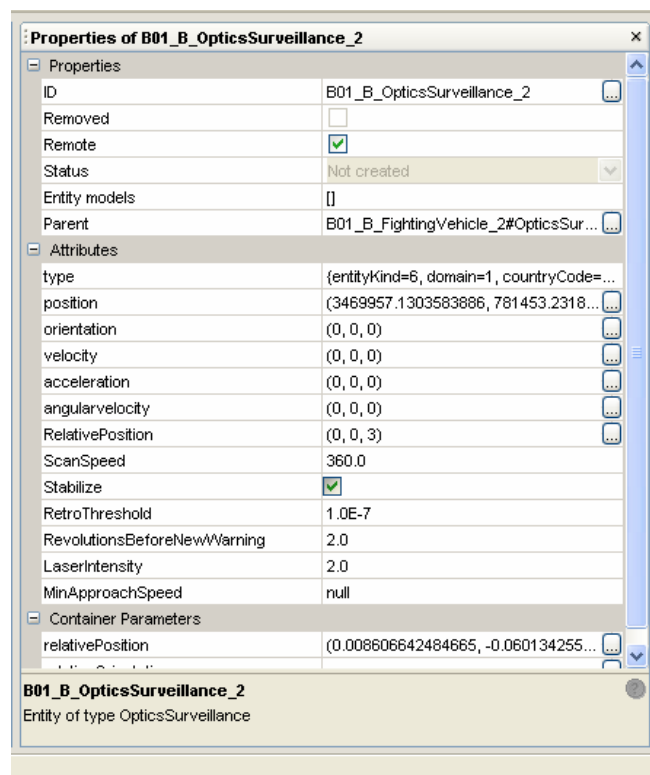 Properties of B01_B_OpticsSurveillance_2
Properties
ID B01_B_OpticsSurveillance_2 ...
Removed
Remote
Status Not created
Entity models []
Parent B01_B_FightingVehicle_2#OpticsSur... ...
Attributes
type {entityKind=6, domain=1, countryCode=...
position (3469957.1303583886, 781453.2318... ...
orientation (0, 0, 0) ...
velocity (0, 0, 0) ...
acceleration (0, 0, 0) ...
angularvelocity (0, 0, 0) ...
RelativePosition (0, 0, 3) ...
ScanSpeed 360.0
Stabilize
RetroThreshold 1.0E-7
RevolutionsBeforeNewWarning 2.0
LaserIntensity 2.0
MinApproachSpeed null
Container Parameters
relativePosition (0.008606642484665, -0.060134255... ...
B01_B_OpticsSurveillance_2
Entity of type OpticsSurveillance